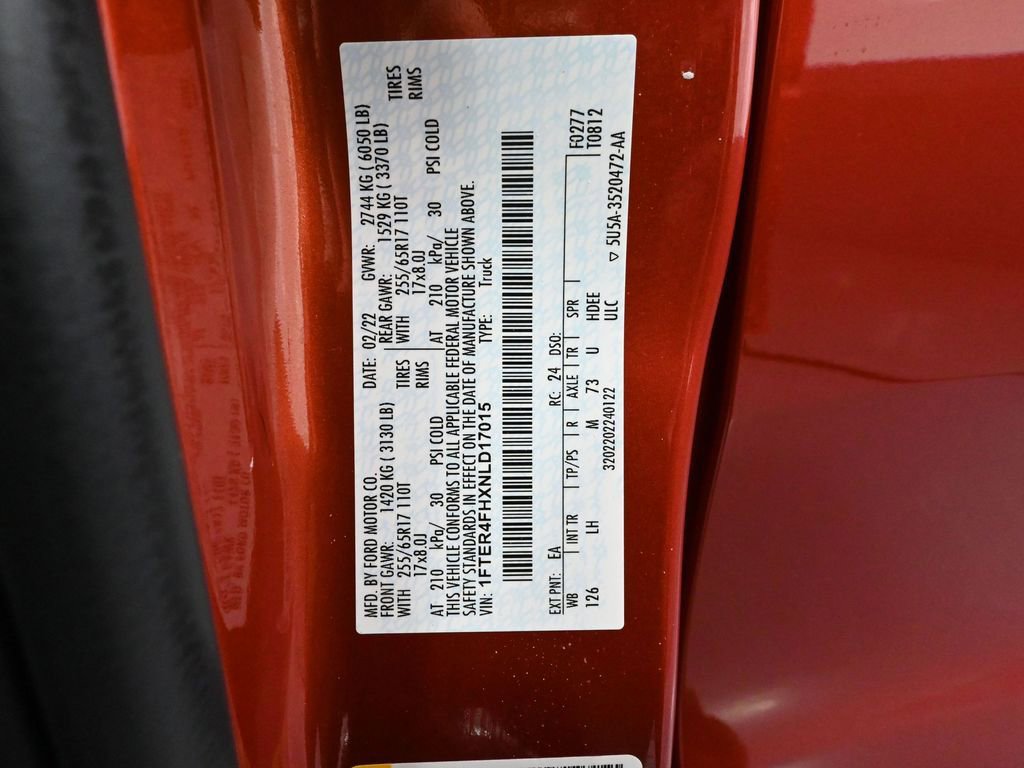 MFD. BY FORD MOTOR CO.
DATE: 02/22 GVWR: 2744 KG ( 6050 LB)
FRONT GAWR: 1420 KG ( 3130 LB) REAR GAWR: 1529 KG ( 3370 LB)
WITH 255/65R17 110T TIRES WITH 255/65R17 110T TIRES
17x8.0J RIMS 17x8.0J RIMS
AT 210 kPa/ 30 PSI COLD AT 210 kPa/ 30 PSI COLD
THIS VEHICLE CONFORMS TO ALL APPLICABLE FEDERAL MOTOR VEHICLE
SAFETY STANDARDS IN EFFECT ON THE DATE OF MANUFACTURE SHOWN ABOVE.
VIN: 1FTER4FHXNLD17015 TYPE: Truck
EXT PNT: EA RC: 24 DSO: F0277
WB INT TR TP/PS R AXLE TR SPR T0812
126 LH M 73 U HDEE
3202202240122 ULC ▽ 5U5A-3520472-AA